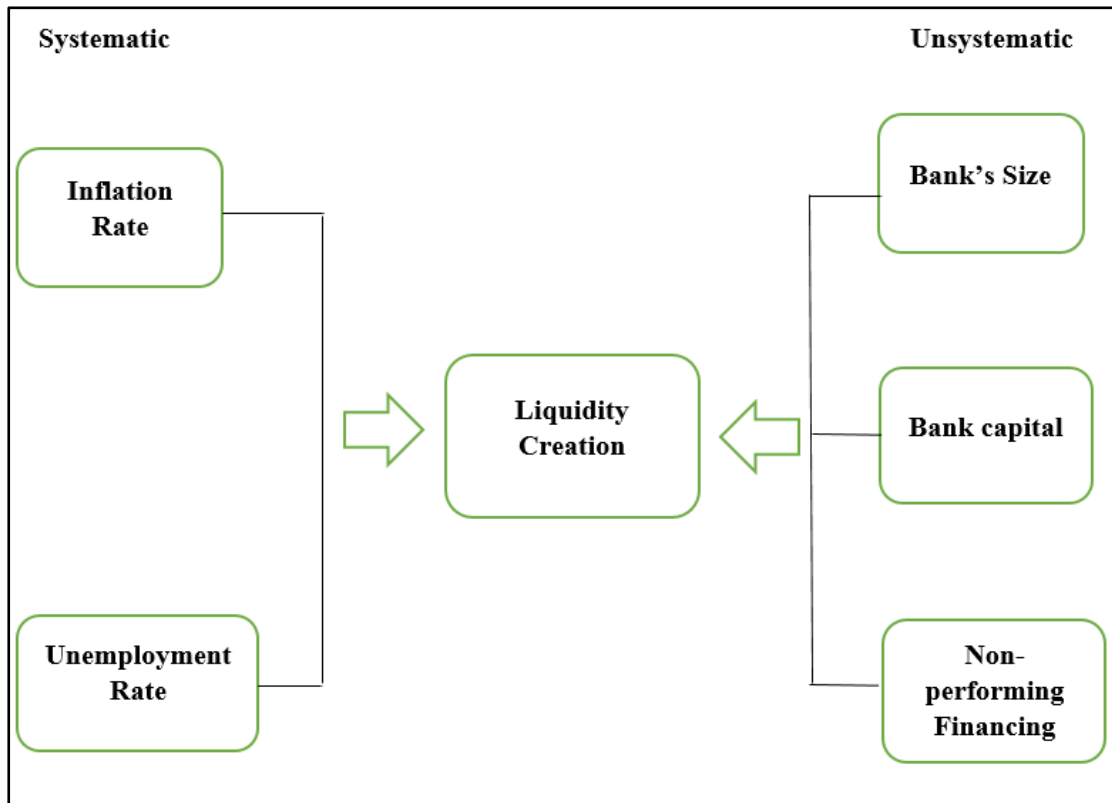 Systematic
Unsystematic
Inflation
Rate
Bank’s Size
Liquidity
Creation
Bank capital
Unemployment
Rate
Non-
performing
Financing